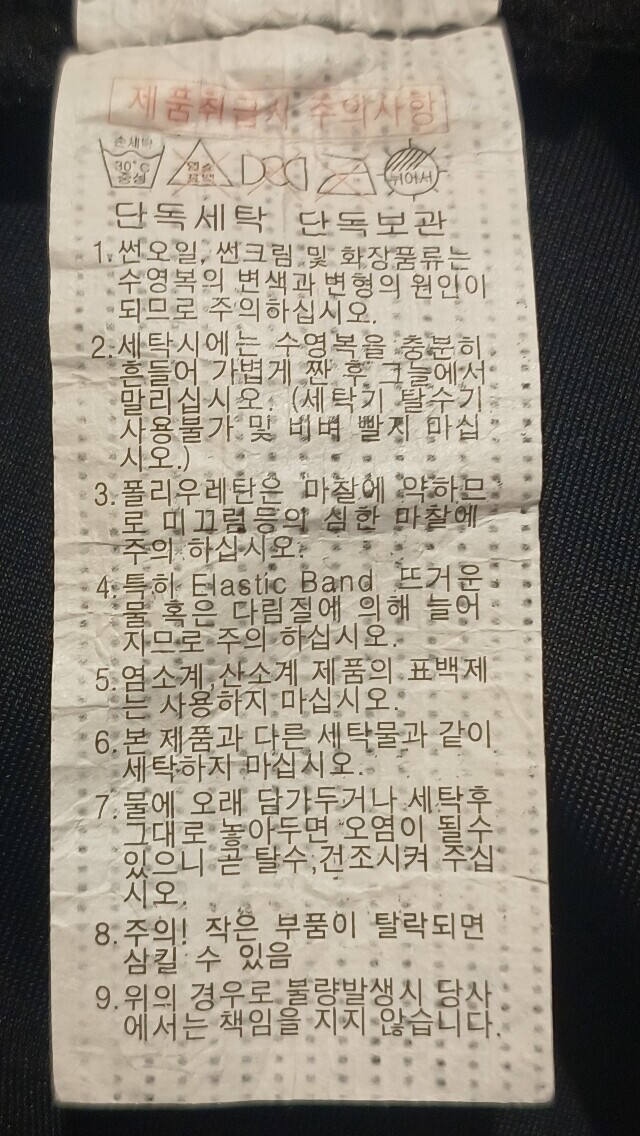 제품취급시 주의사항
손세탁
30°C
중성
염소
표백
뉘어서
단독세탁 단독보관
1. 썬오일, 썬크림 및 화장품류는
수영복의 변색과 변형의 원인이
되므로 주의하십시오.
2. 세탁시에는 수영복을 충분히
흔들어 가볍게 짠 후 그늘에서
말리십시오. (세탁기 탈수기
사용불가 및 비벼 빨지 마십
시오.)
3. 폴리우레탄은 마찰에 약하므
로 미끄럼등의 심한 마찰에
주의 하십시오.
4. 특히 Elastic Band 뜨거운
물 혹은 다림질에 의해 늘어
지므로 주의 하십시오.
5. 염소계,산소계 제품의 표백제
는 사용하지 마십시오.
6. 본 제품과 다른 세탁물과 같이
세탁하지 마십시오.
7. 물에 오래 담가두거나 세탁후
그대로 놓아두면 오염이 될수
있으니 곧 탈수,건조시켜 주십
시오.
8. 주의! 작은 부품이 탈락되면
삼킬 수 있음
9. 위의 경우로 불량발생시 당사
에서는 책임을 지지 않습니다.